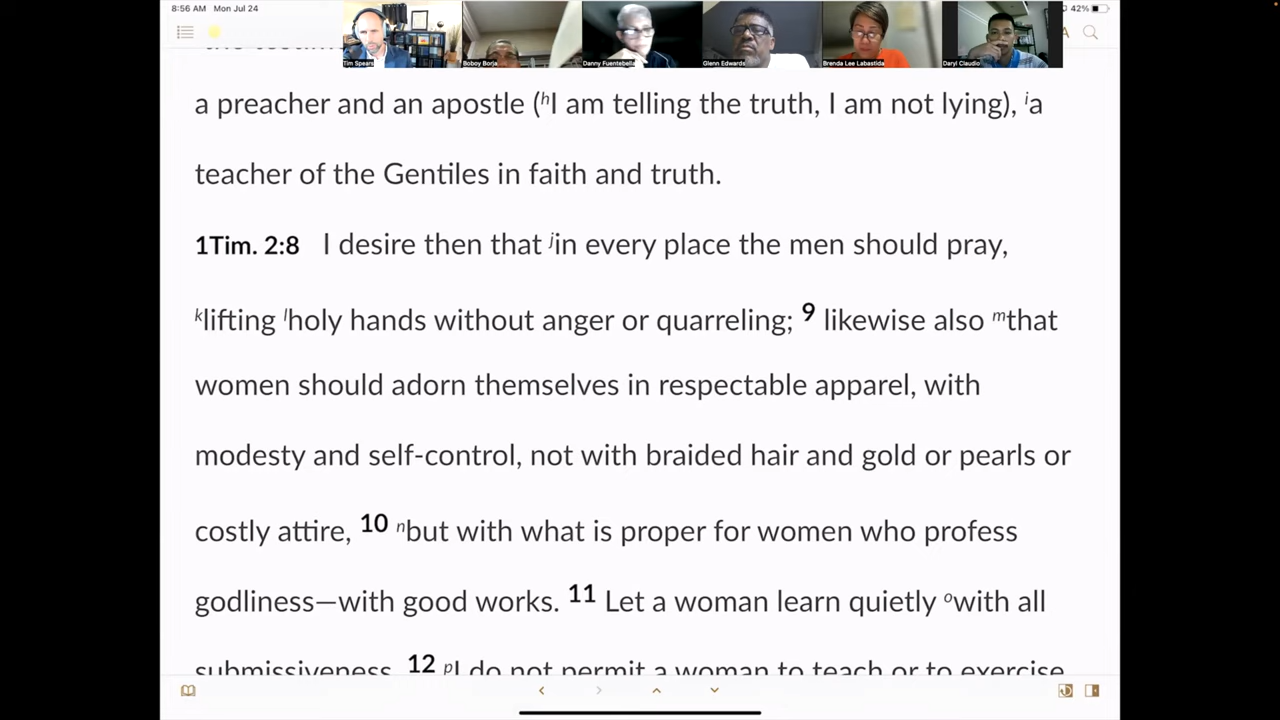 8:56 AM Mon Jul 24
42%
Tim Spears
Boboy Borja
Danny Fuentebella
Glenn Edwards
Brenda Lee Labastida
Daryl Claudio
a preacher and an apostle (hI am telling the truth, I am not lying), ia
teacher of the Gentiles in faith and truth.
1Tim. 2:8 I desire then that jin every place the men should pray,
klifting lholy hands without anger or quarreling; 9 likewise also mthat
women should adorn themselves in respectable apparel, with
modesty and self-control, not with braided hair and gold or pearls or
costly attire, 10 nbut with what is proper for women who profess
godliness—with good works. 11 Let a woman learn quietly owith all
submissiveness. 12 pI do not permit a woman to teach or to exercise